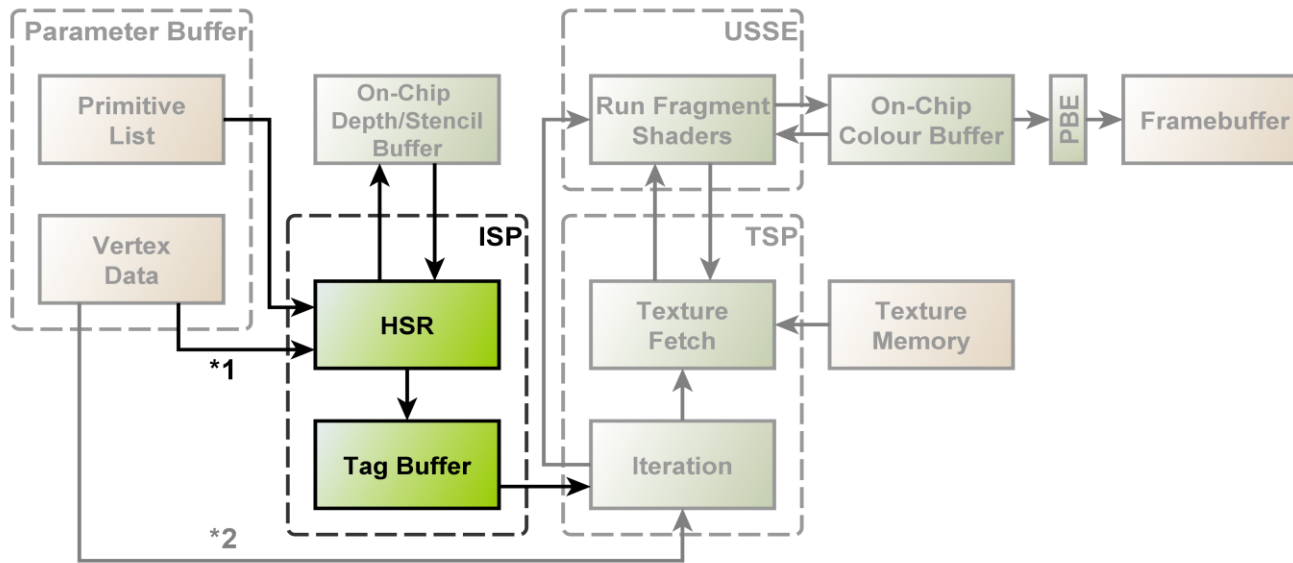 Parameter Buffer
Primitive
List
Vertex
Data
*1
*2
On-Chip
Depth/Stencil
Buffer
ISP
HSR
Tag Buffer
USSE
Run Fragment
Shaders
TSP
Texture
Fetch
Iteration
On-Chip
Colour Buffer
PBE
Framebuffer
Texture
Memory